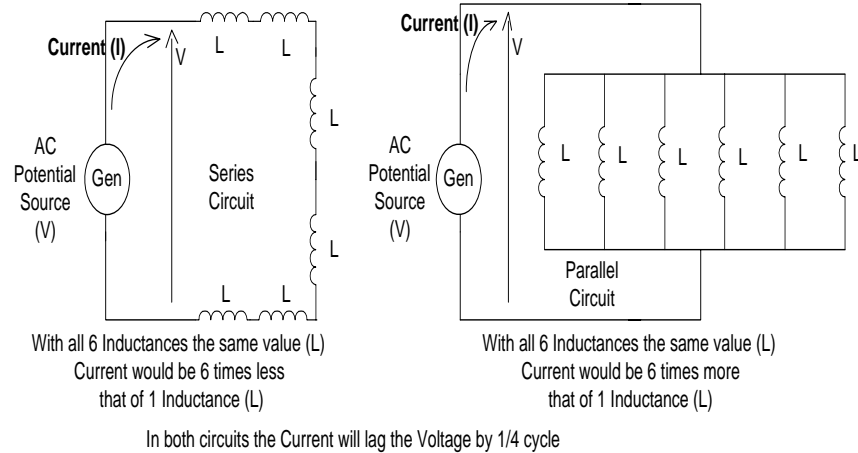 Current (I)
V
L
L
L
L
L
L
AC
Potential
Source
(V)
Gen
Series
Circuit
With all 6 Inductances the same value (L)
Current would be 6 times less
that of 1 Inductance (L)
Current (I)
V
AC
Potential
Source
(V)
Gen
L
L
L
L
L
L
Parallel
Circuit
With all 6 Inductances the same value (L)
Current would be 6 times more
that of 1 Inductance (L)
In both circuits the Current will lag the Voltage by 1/4 cycle